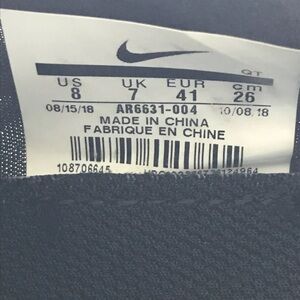 QT
US UK EUR cm
8 7 41 26
08/15/18 AR6631-004 10/08/18
MADE IN CHINA
FABRIQUE EN CHINE
108706645